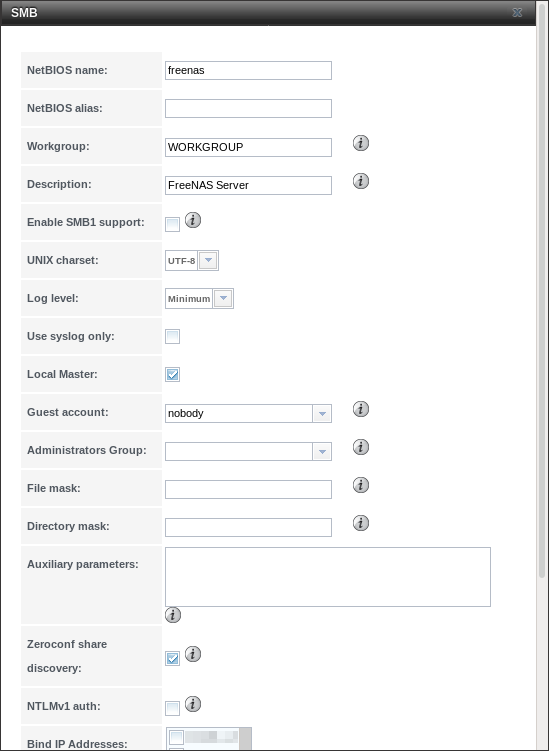 SMB
NetBIOS name: freenas
NetBIOS alias:
Workgroup: WORKGROUP
Description: FreeNAS Server
Enable SMB1 support:
UNIX charset: UTF-8
Log level: Minimum
Use syslog only:
Local Master:
Guest account: nobody
Administrators Group:
File mask:
Directory mask:
Auxiliary parameters:
Zeroconf share
discovery:
NTLMv1 auth:
Bind IP Addresses: